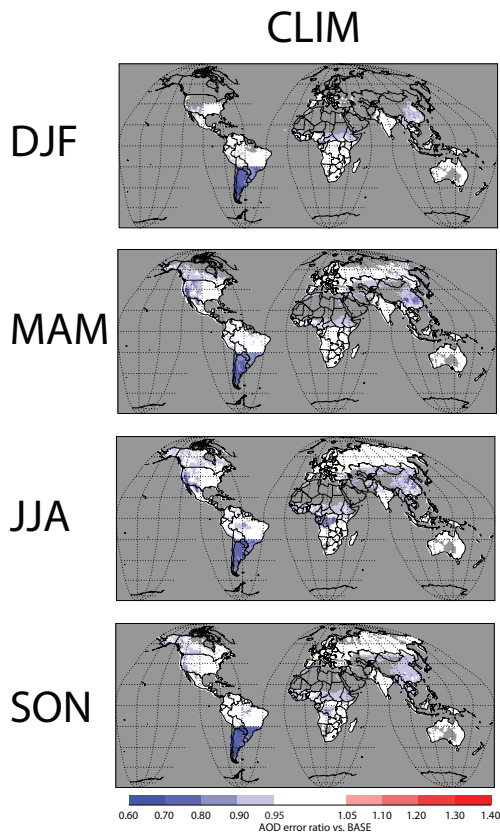 CLIM
DJF
MAM
JJA
SON
0.60 0.70 0.80 0.90 0.95 1.05 1.10 1.20 1.30 1.40
AOD error ratio vs. BASE